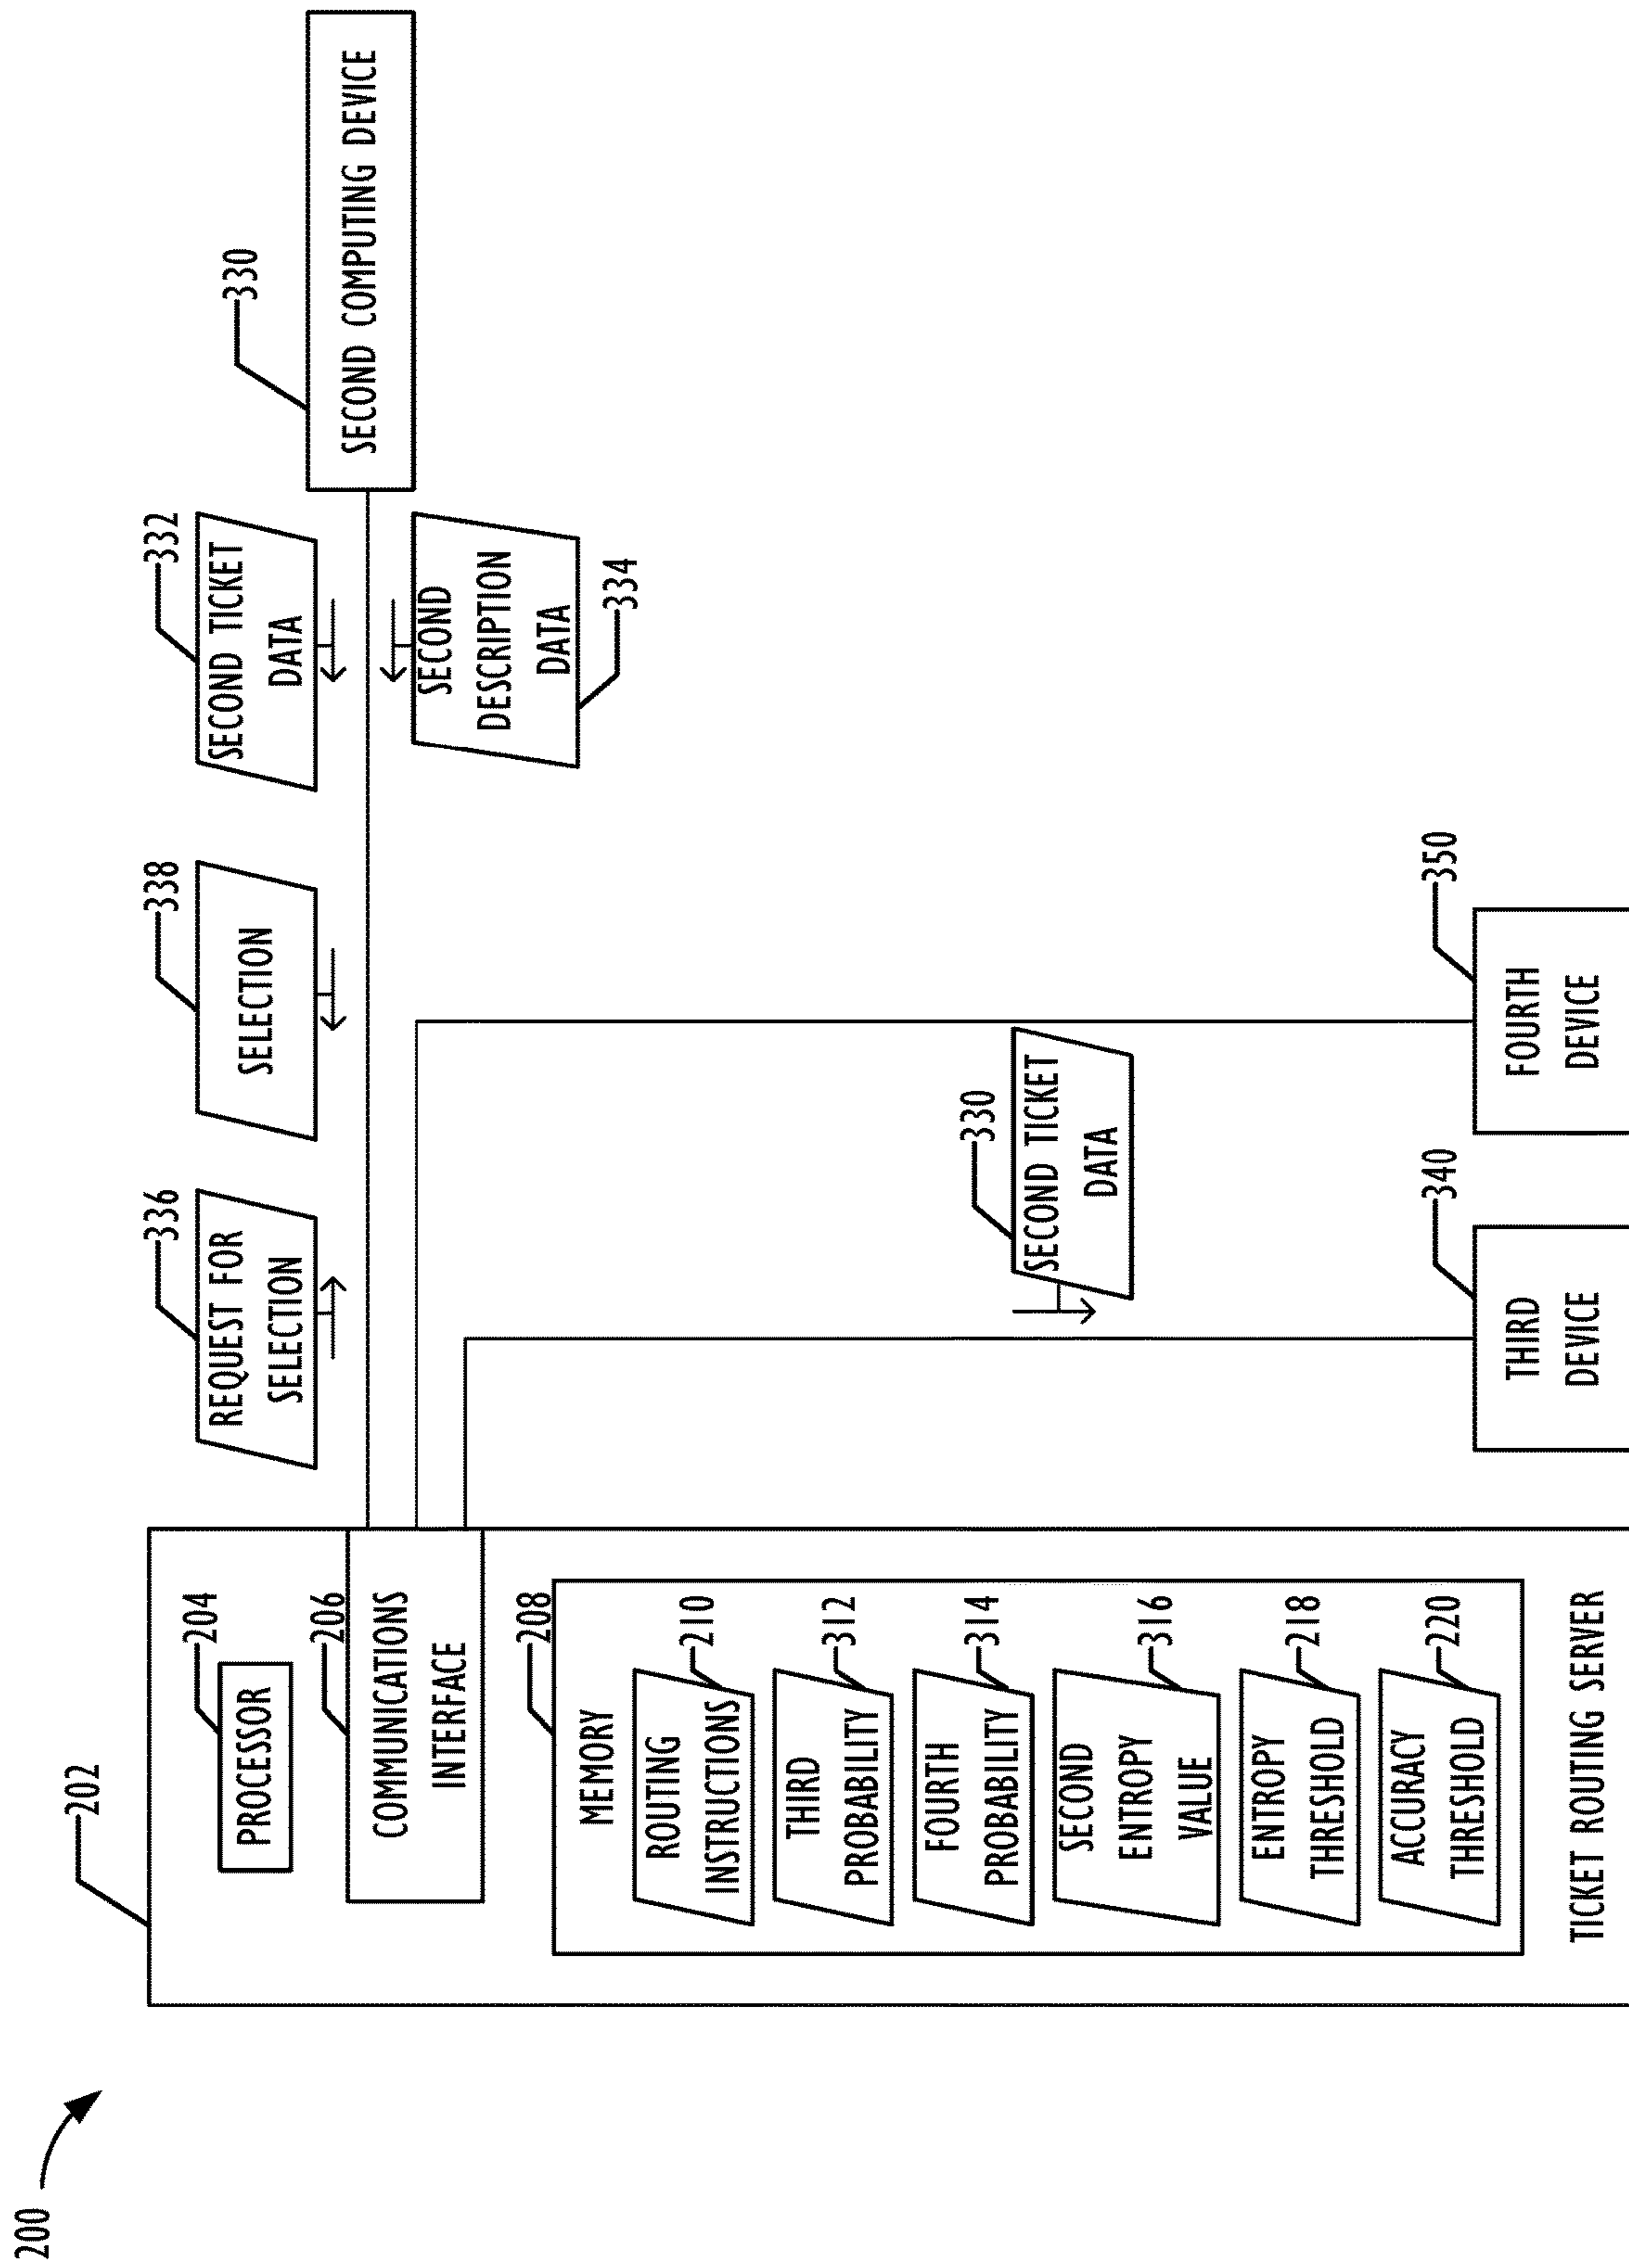 200
202
204
PROCESSOR
206
COMMUNICATIONS
INTERFACE
208
MEMORY
ROUTING
INSTRUCTIONS
210
THIRD
PROBABILITY
312
FOURTH
PROBABILITY
314
SECOND
ENTROPY
VALUE
316
ENTROPY
THRESHOLD
218
ACCURACY
THRESHOLD
220
TICKET ROUTING SERVER
336
REQUEST FOR
SELECTION
338
SELECTION
332
SECOND TICKET
DATA
SECOND
DESCRIPTION
DATA
334
330
SECOND COMPUTING DEVICE
330
SECOND TICKET
DATA
340
THIRD
DEVICE
350
FOURTH
DEVICE